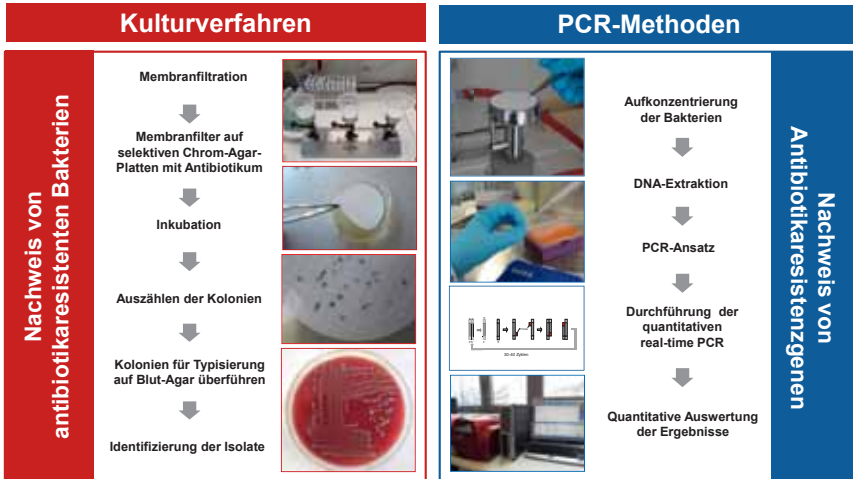 Kulturverfahren
Nachweis von
antibiotikaresistenten Bakterien
Membranfiltration
Membranfilter auf
selektiven Chrom-Agar-
Platten mit Antibiotikum
Inkubation
Auszählen der Kolonien
Kolonien für Typisierung
auf Blut-Agar überführen
Identifizierung der Isolate
PCR-Methoden
Aufkonzentrierung
der Bakterien
DNA-Extraktion
PCR-Ansatz
Durchführung der
quantitativen
real-time PCR
Quantitative Auswertung
der Ergebnisse
Nachweis von
Antibiotikaresistenzgenen